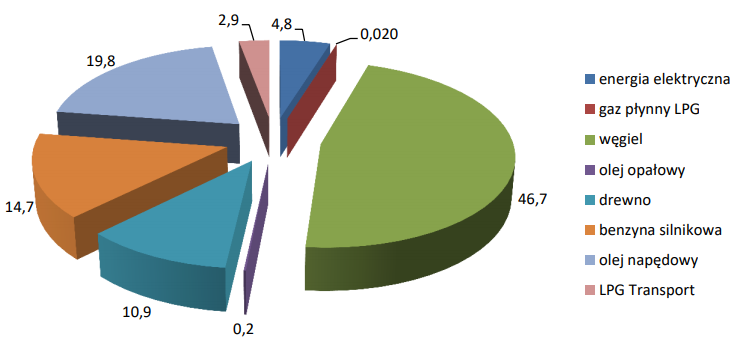 2,9
4,8
0,020
19,8
46,7
14,7
10,9
0,2
energia elektryczna
gaz płynny LPG
węgiel
olej opałowy
drewno
benzyna silnikowa
olej napędowy
LPG Transport